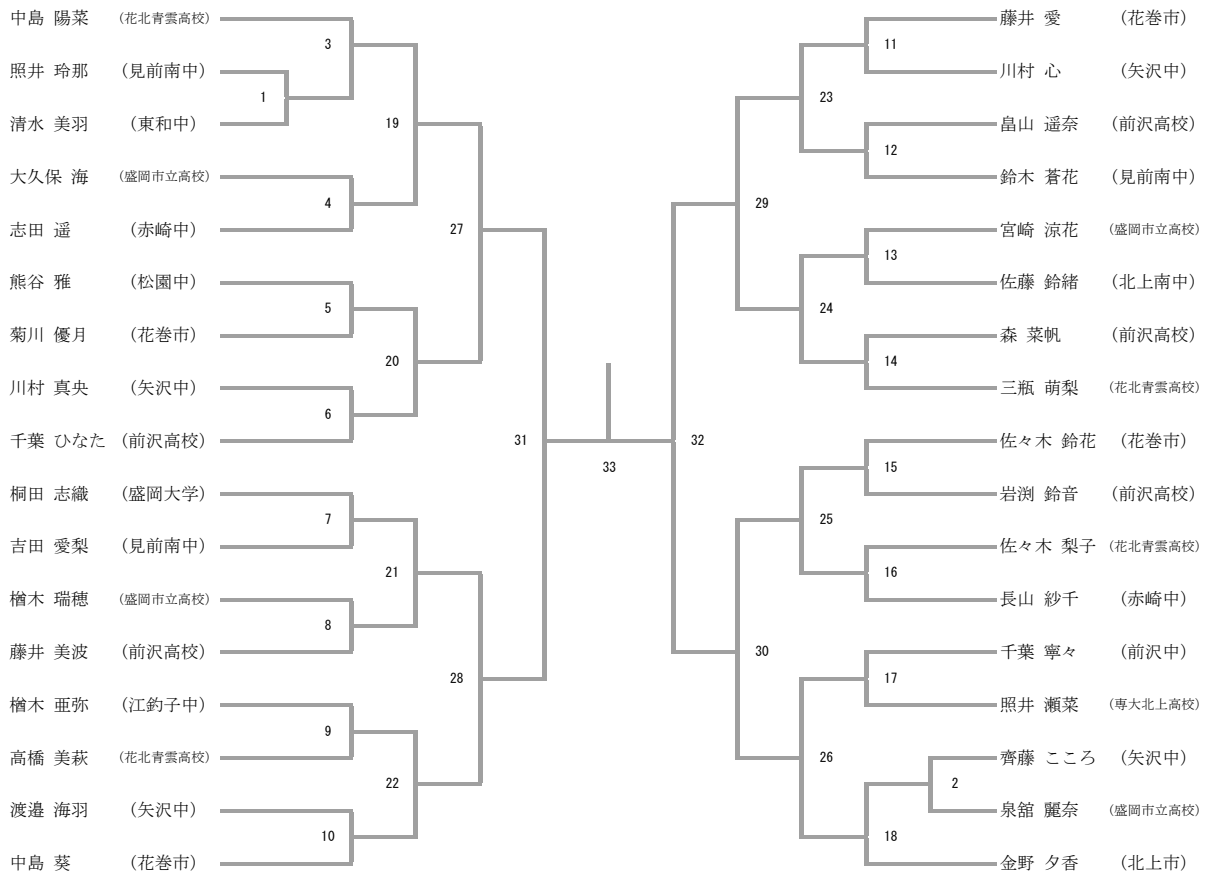 中島 陽菜 (花北青雲高校)
照井 玲那 (見前南中)
清水 美羽 (東和中)
大久保 海 (盛岡市立高校)
志田 遥 (赤崎中)
熊谷 雅 (松園中)
菊川 優月 (花巻市)
川村 真央 (矢沢中)
千葉 ひなた (前沢高校)
桐田 志織 (盛岡大学)
吉田 愛梨 (見前南中)
楢木 瑞穂 (盛岡市立高校)
藤井 美波 (前沢高校)
楢木 亜弥 (江釣子中)
高橋 美萩 (花北青雲高校)
渡邉 海羽 (矢沢中)
中島 葵 (花巻市)
3
1
19
4
27
5
20
6
31
7
21
8
28
9
22
10
33
11
23
12
29
13
24
14
32
15
25
16
30
17
26
2
18
藤井 愛 (花巻市)
川村 心 (矢沢中)
畠山 遥奈 (前沢高校)
鈴木 蒼花 (見前南中)
宮崎 涼花 (盛岡市立高校)
佐藤 鈴緒 (北上南中)
森 菜帆 (前沢高校)
三瓶 萌梨 (花北青雲高校)
佐々木 鈴花 (花巻市)
岩渕 鈴音 (前沢高校)
佐々木 梨子 (花北青雲高校)
長山 紗千 (赤崎中)
千葉 寧々 (前沢中)
照井 瀬菜 (専大北上高校)
齊藤 こころ (矢沢中)
泉舘 麗奈 (盛岡市立高校)
金野 夕香 (北上市)